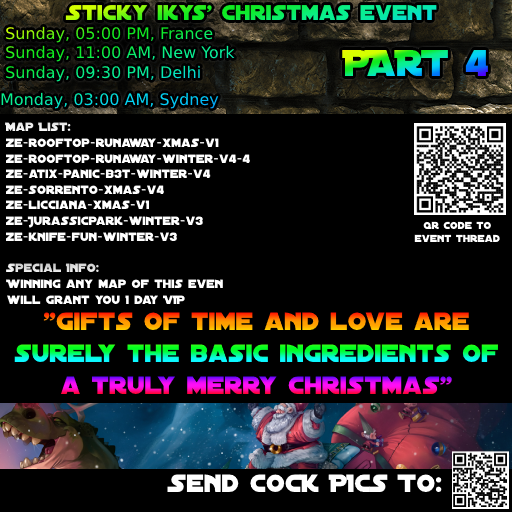 STICKY IKYS' CHRISTMAS EVENT
Sunday, 05:00 PM, France
Sunday, 11:00 AM, New York
Sunday, 09:30 PM, Delhi
Monday, 03:00 AM, Sydney
PART 4
MAP LIST:
ZE-ROOFTOP-RUNAWAY-XMAS-V1
ZE-ROOFTOP-RUNAWAY-WINTER-V4-4
ZE-ATIX-PANIC-B3T-WINTER-V4
ZE-SORRENTO-XMAS-V4
ZE-LICCIANA-XMAS-V1
ZE-JURASSICPARK-WINTER-V3
ZE-KNIFE-FUN-WINTER-V3
QR CODE TO
EVENT THREAD
SPECIAL INFO:
WINNING ANY MAP OF THIS EVEN
WILL GRANT YOU 1 DAY VIP
"GIFTS OF TIME AND LOVE ARE
SURELY THE BASIC INGREDIENTS OF
A TRULY MERRY CHRISTMAS"
SEND COCK PICS TO: